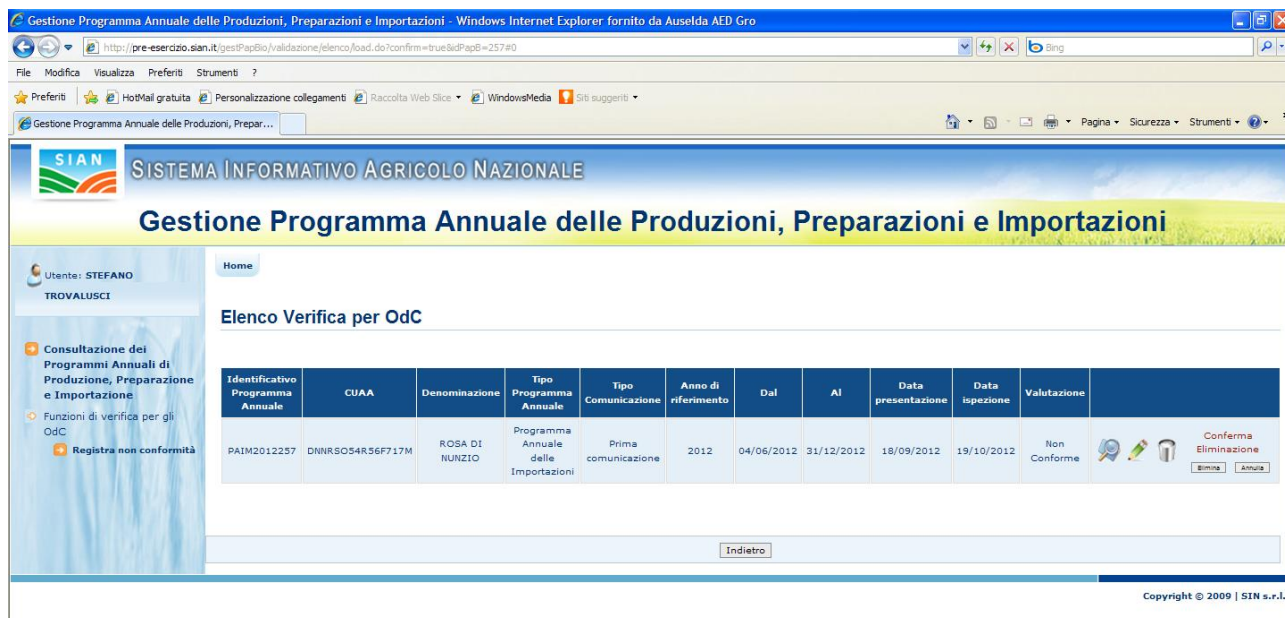 Gestione Programma Annuale delle Produzioni, Preparazioni e Importazioni - Windows Internet Explorer fornito da Auselda AED Gro
http://pre-esercizio.sian.it/gestPapBio/validazione/elenco/load.do?confirm=true&idPapB=257#0
Bing
File Modifica Visualizza Preferiti Strumenti ?
Preferiti HotMail gratuita Personalizzazione collegamenti Raccolta Web Slice WindowsMedia Siti suggeriti
Gestione Programma Annuale delle Produzioni, Prepar...
Pagina Sicurezza Strumenti
SIAN
SISTEMA INFORMATIVO AGRICOLO NAZIONALE
Gestione Programma Annuale delle Produzioni, Preparazioni e Importazioni
Utente: STEFANO
TROVALUSCI
Home
Elenco Verifica per OdC
Consultazione dei
Programmi Annuali di
Produzione, Preparazione
e Importazione
Funzioni di verifica per gli
OdC
Registra non conformità
Identificativo
Programma
Annuale
CUAA
Denominazione
Tipo
Programma
Annuale
Tipo
Comunicazione
Anno di
riferimento
Dal
Al
Data
presentazione
Data
ispezione
Valutazione
PAIM2012257
DNNRSO54R56F717M
ROSA DI
NUNZIO
Programma
Annuale
delle
Importazioni
Prima
comunicazione
2012
04/06/2012
31/12/2012
18/09/2012
19/10/2012
Non
Conforme
Conferma
Eliminazione
Elimina Annulla
Indietro
Copyright © 2009 | SIN s.r.l.